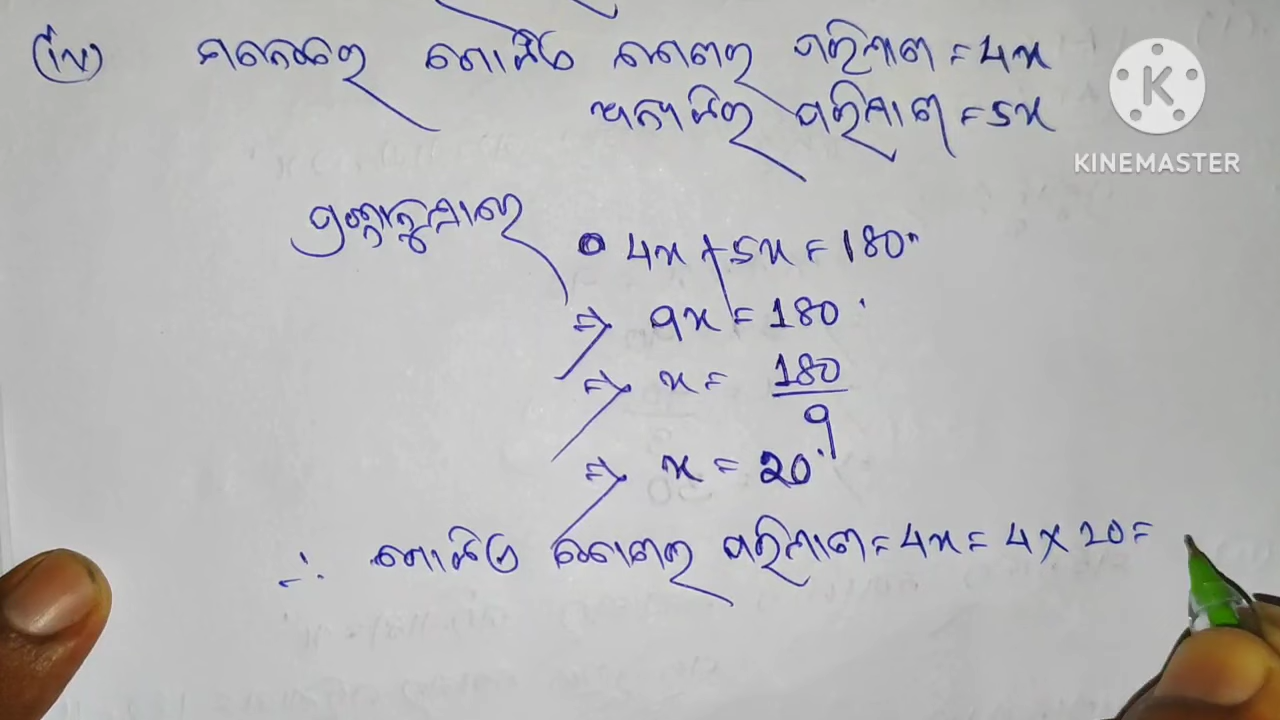 (iv) ମନେକର ଗୋଟିଏ କୋଣର ପରିମାଣ = 4x
ଅନ୍ୟଟିର ପରିମାଣ = 5x
ପ୍ରଶ୍ନାନୁସାରେ
4x + 5x = 180°
⇒ 9x = 180°
⇒ x = 180/9
⇒ x = 20°
∴ ଗୋଟିଏ କୋଣର ପରିମାଣ = 4x = 4 × 20 =
K
KINEMASTER